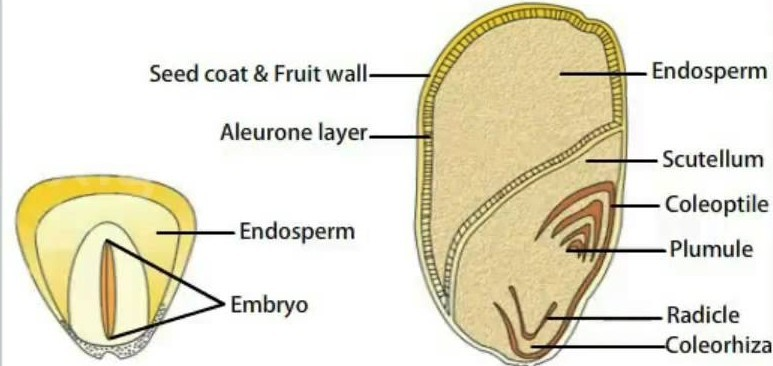 Seed coat & Fruit wall
Endosperm
Aleurone layer
Scutellum
Coleoptile
Endosperm
Plumule
Embryo
Radicle
Coleorhiza